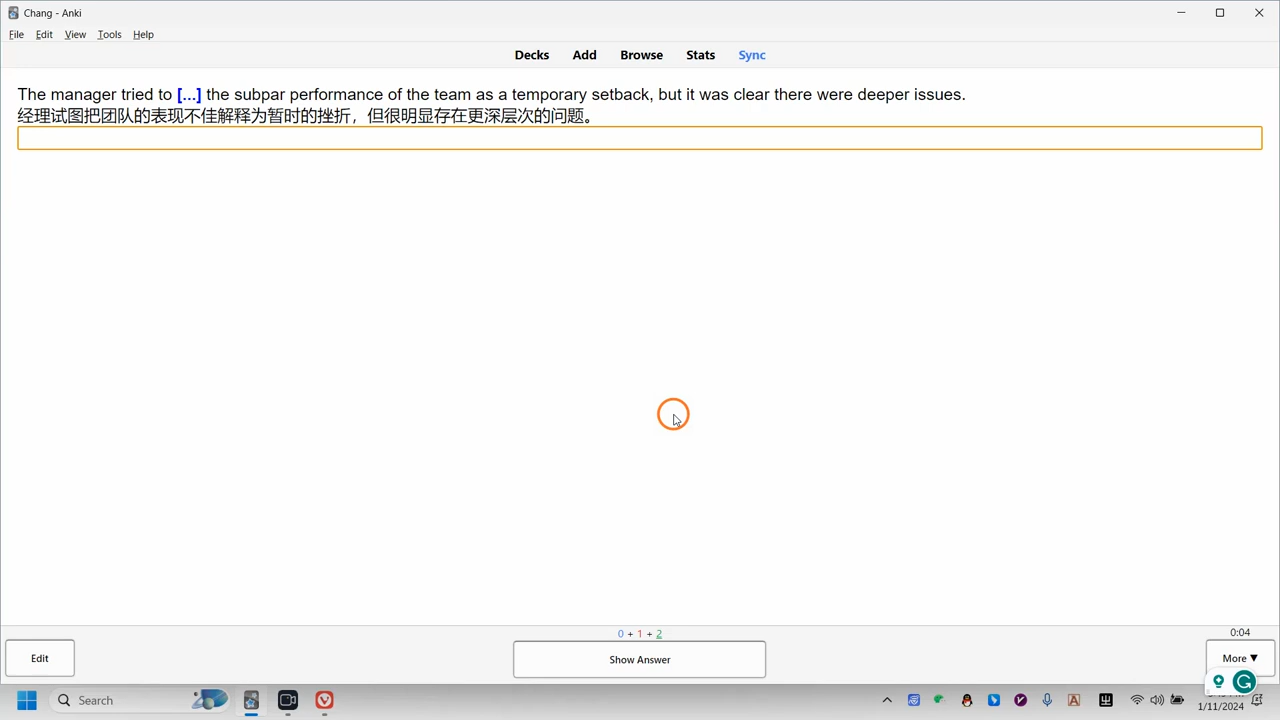 Chang - Anki
File Edit View Tools Help
Decks Add Browse Stats Sync
The manager tried to [...] the subpar performance of the team as a temporary setback, but it was clear there were deeper issues.
经理试图把团队的表现不佳解释为暂时的挫折，但很明显存在更深层次的问题。
0 + 1 + 2
0:04
Edit
Show Answer
More ▼
Search
1/11/2024